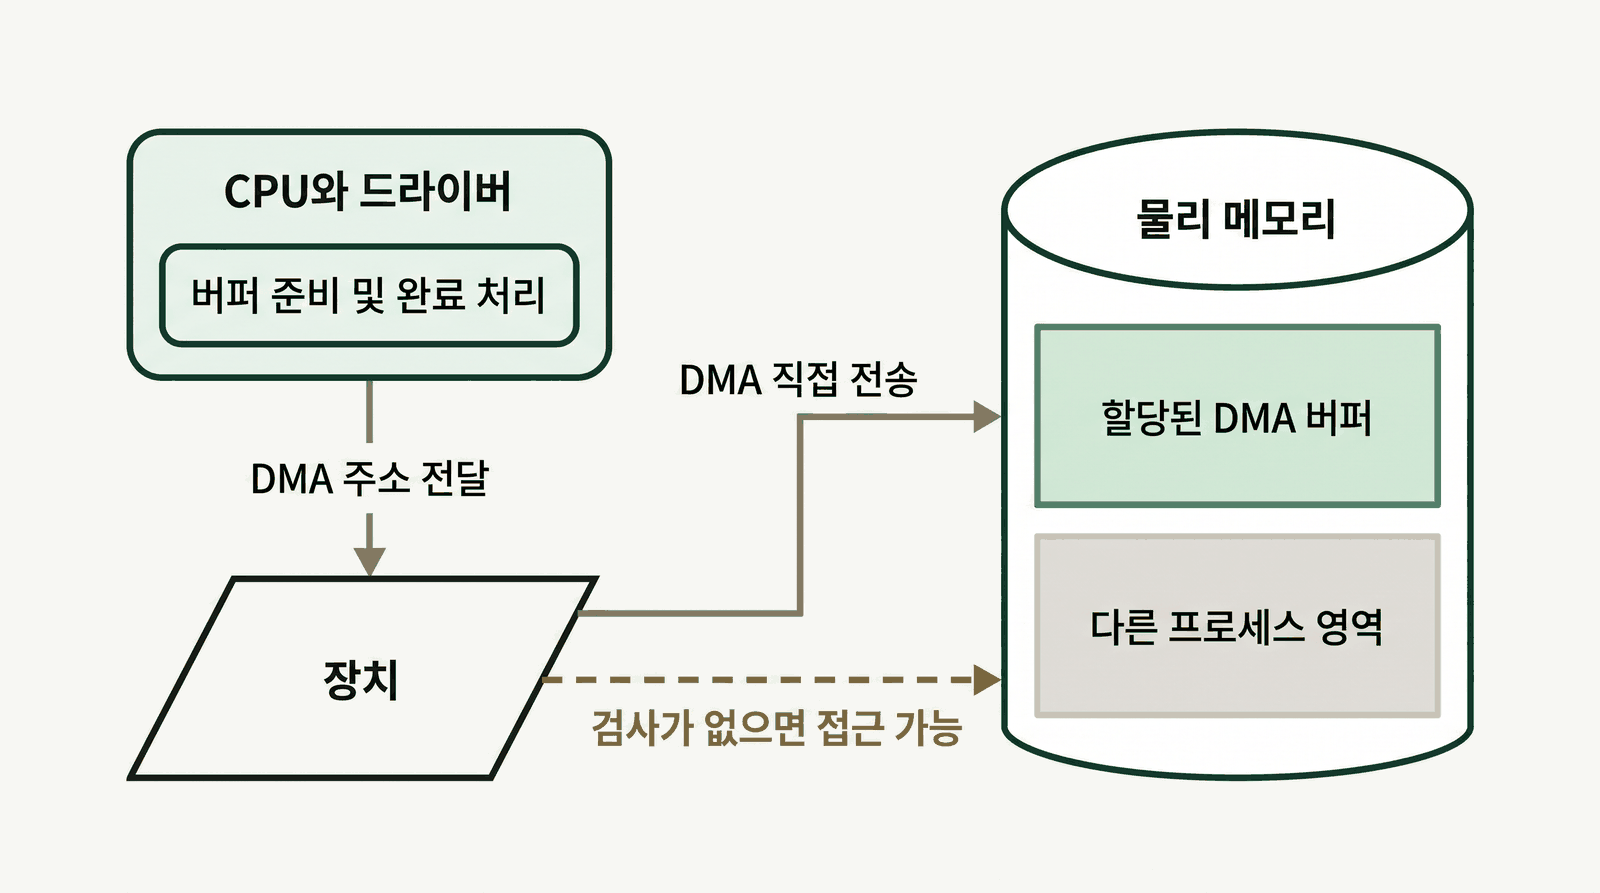 CPU와 드라이버
버퍼 준비 및 완료 처리
DMA 주소 전달
장치
DMA 직접 전송
검사가 없으면 접근 가능
물리 메모리
할당된 DMA 버퍼
다른 프로세스 영역